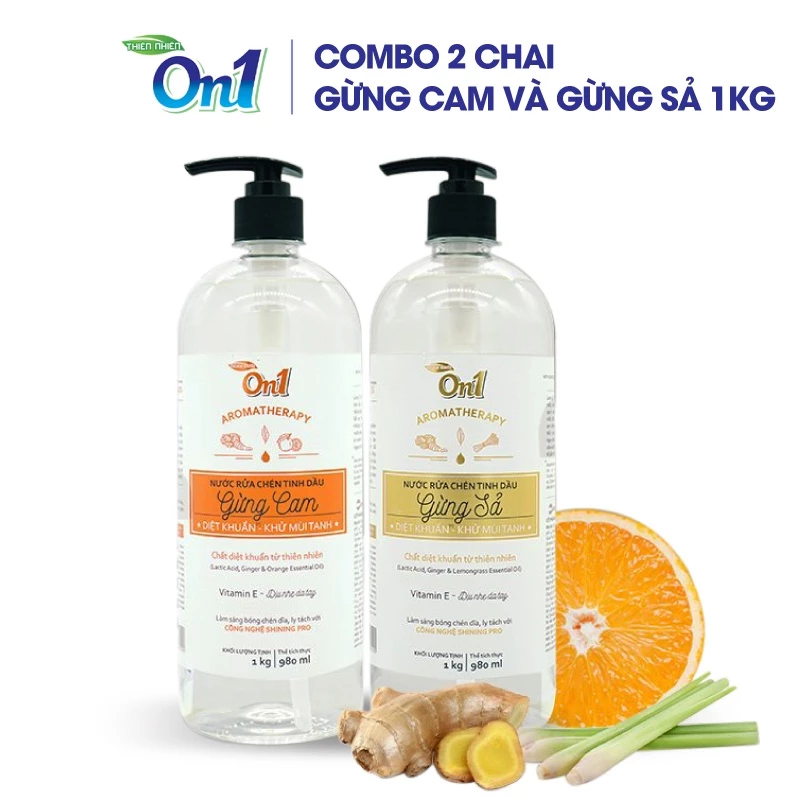 THIÊN NHIÊN
On1
COMBO 2 CHAI
GỪNG CAM VÀ GỪNG SẢ 1KG
On1
AROMATHERAPY
NƯỚC RỬA CHÉN TINH DẦU
Gừng Cam
DIỆT KHUẨN - KHỬ MÙI TANH
Chất diệt khuẩn từ thiên nhiên
(Lactic Acid, Ginger & Orange Essential Oil)
Vitamin E - Dịu nhẹ da tay
Làm sáng bóng chén dĩa, ly tách với
CÔNG NGHỆ SHINING PRO
KHỐI LƯỢNG TỊNH | Thể tích thực
1 kg | 980 ml
On1
AROMATHERAPY
NƯỚC RỬA CHÉN TINH DẦU
Gừng Sả
DIỆT KHUẨN - KHỬ MÙI TANH
Chất diệt khuẩn từ thiên nhiên
(Lactic Acid, Ginger & Lemongrass Essential Oil)
Vitamin E - Dịu nhẹ da tay
Làm sáng bóng chén dĩa, ly tách với
CÔNG NGHỆ SHINING PRO
KHỐI LƯỢNG TỊNH | Thể tích thực
1 kg | 980 ml